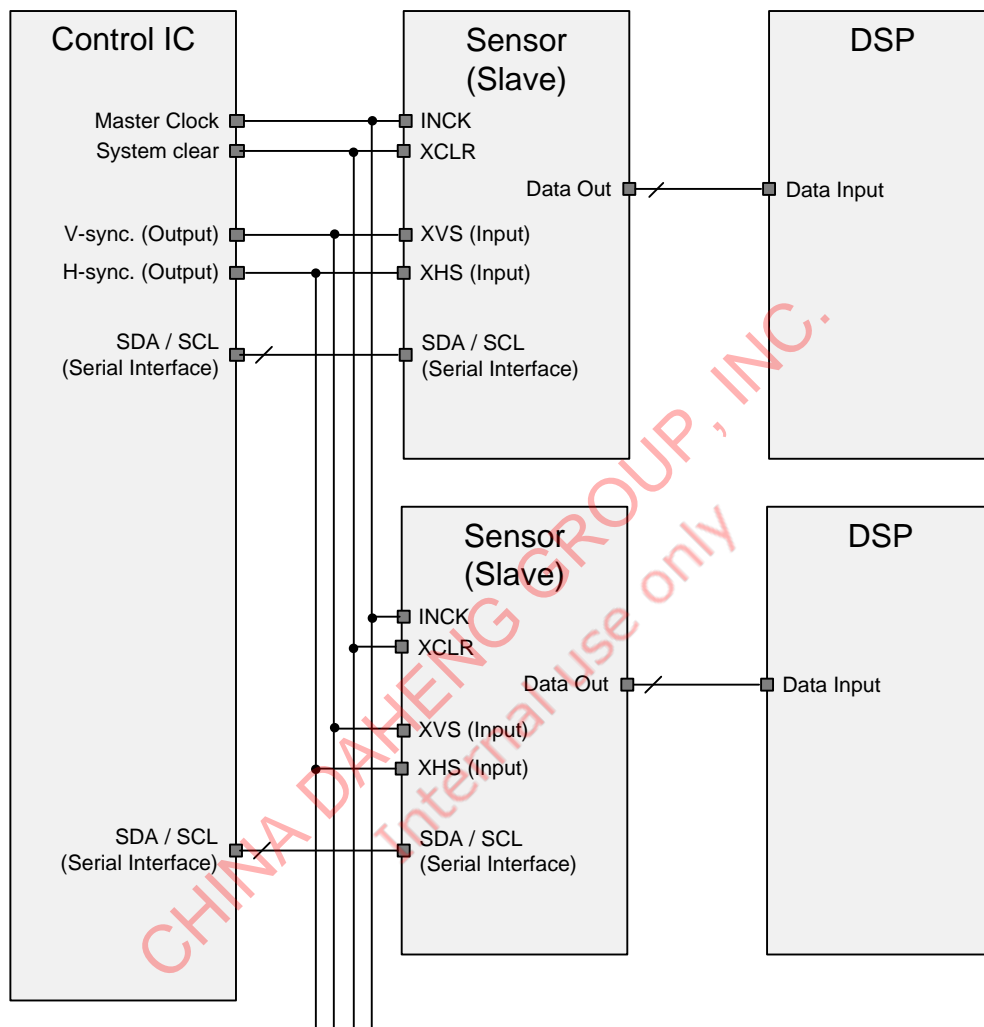 Control IC
Master Clock
System clear
V-sync. (Output)
H-sync. (Output)
SDA / SCL
(Serial Interface)
SDA / SCL
(Serial Interface)
Sensor
(Slave)
INCK
XCLR
Data Out
XVS (Input)
XHS (Input)
SDA / SCL
(Serial Interface)
DSP
Data Input
Sensor
(Slave)
INCK
XCLR
Data Out
XVS (Input)
XHS (Input)
SDA / SCL
(Serial Interface)
DSP
Data Input
CHINA DAHENG GROUP , INC.
Internal use only